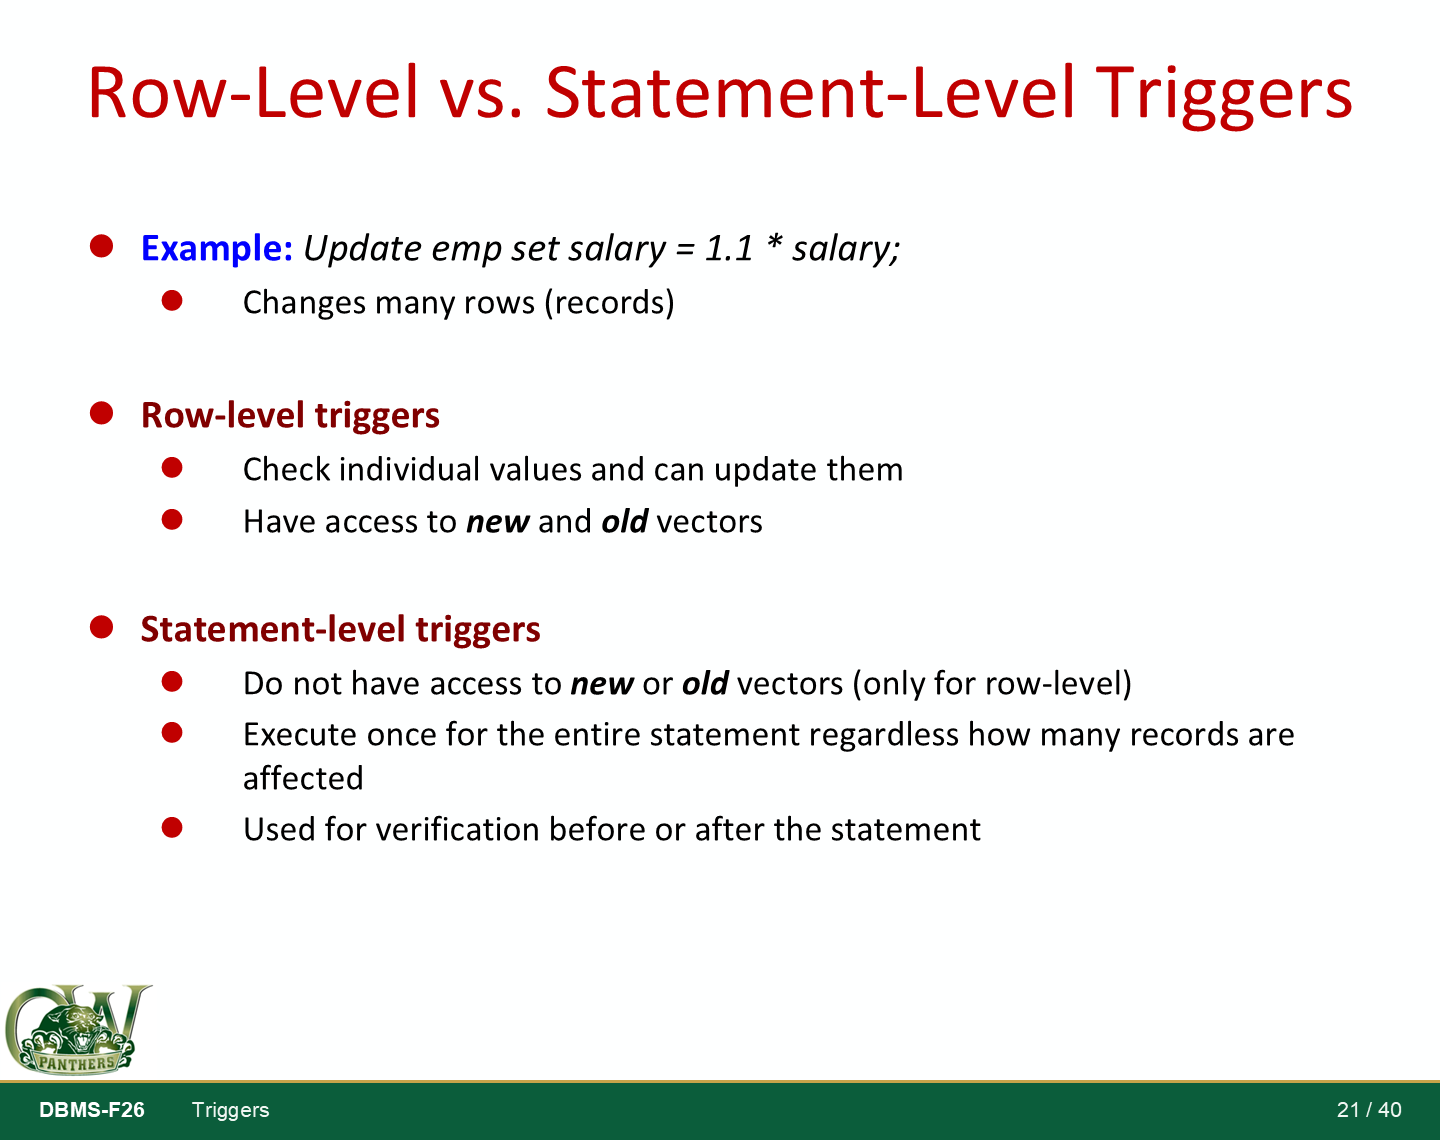 Row-Level vs. Statement-Level Triggers
Example: Update emp set salary = 1.1 * salary;
Changes many rows (records)
Row-level triggers
Check individual values and can update them
Have access to new and old vectors
Statement-level triggers
Do not have access to new or old vectors (only for row-level)
Execute once for the entire statement regardless how many records are
affected
Used for verification before or after the statement
OW
PANTHERS
DBMS-F26 Triggers 21 / 40